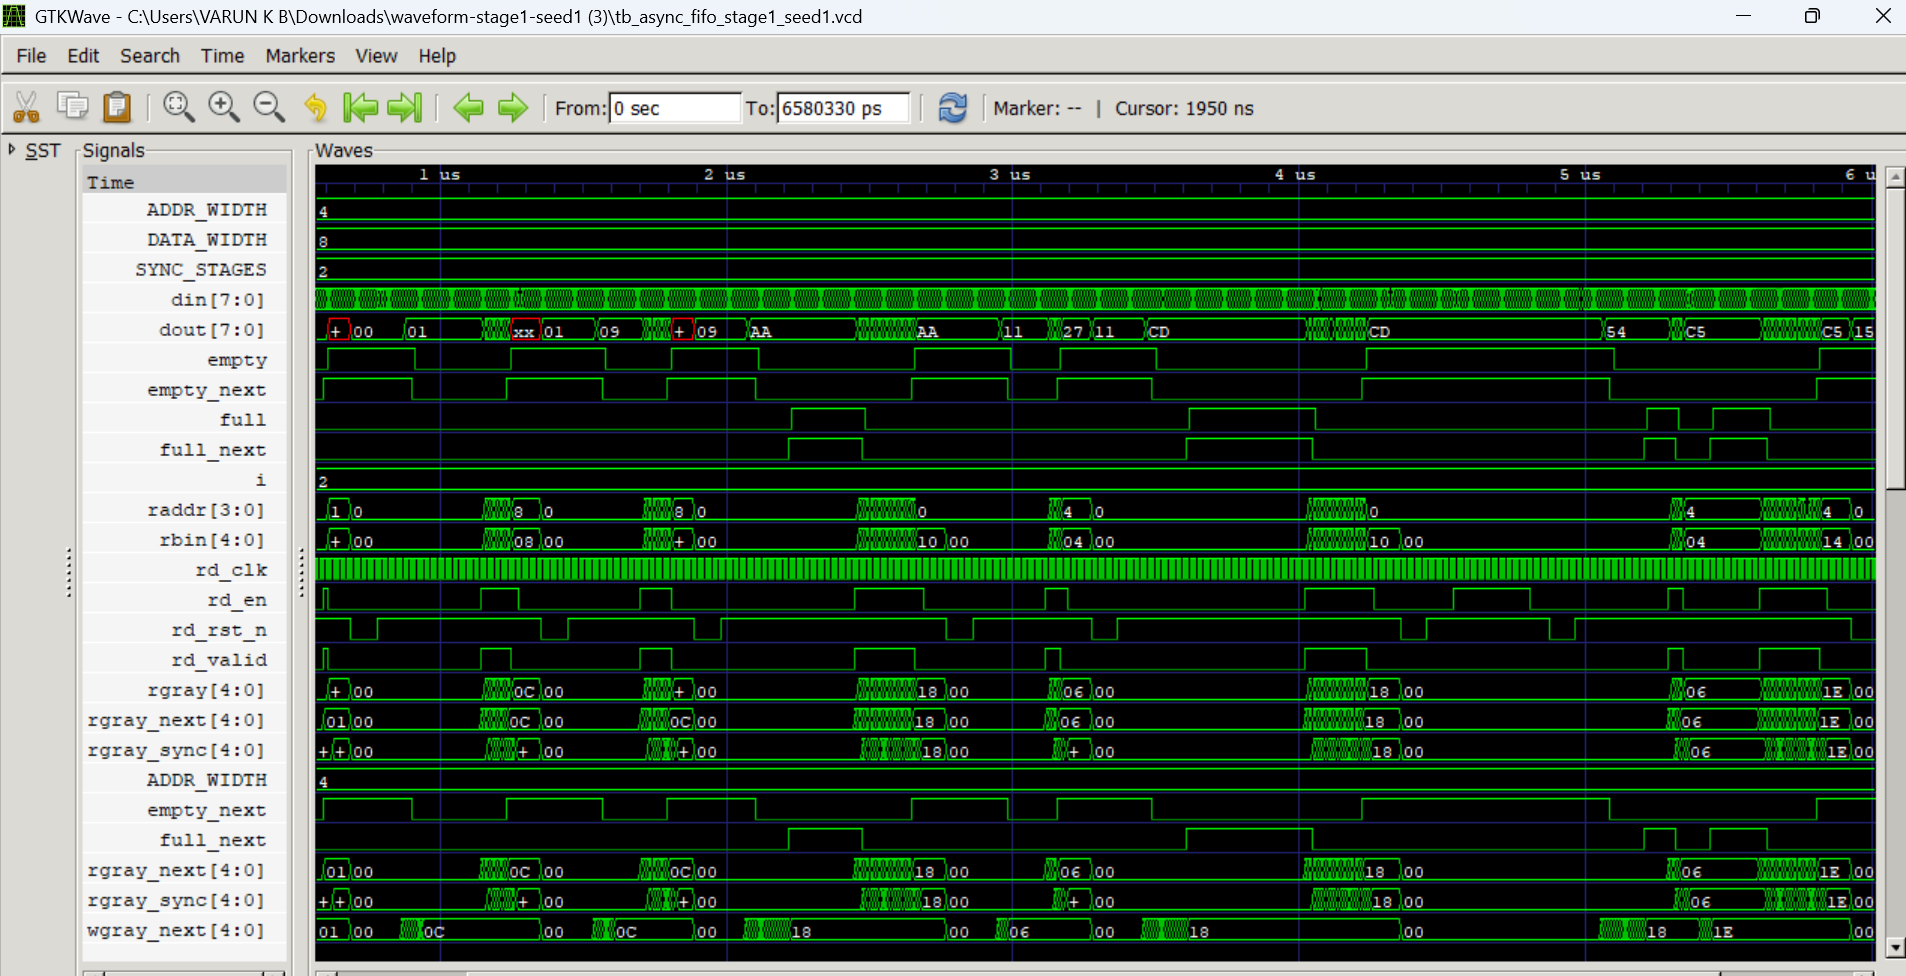 GTKWave - C:\Users\VARUN K B\Downloads\waveform-stage1-seed1 (3)\tb_async_fifo_stage1_seed1.vcd
File Edit Search Time Markers View Help
From: 0 sec To: 6580330 ps Marker: -- | Cursor: 1950 ns
SST Signals Waves
Time 1 us 2 us 3 us 4 us 5 us 6 u
ADDR_WIDTH 4
DATA_WIDTH 8
SYNC_STAGES 2
din[7:0]
dout[7:0] + 00 01 xx 01 09 + 09 AA AA 11 27 11 CD CD 54 C5 C5 15
empty
empty_next
full
full_next
i 2
raddr[3:0] 1 0 8 0 8 0 0 4 0 0 4 4 0
rbin[4:0] + 00 08 00 + 00 10 00 04 00 10 00 04 14 00
rd_clk
rd_en
rd_rst_n
rd_valid
rgray[4:0] + 00 0C 00 + 00 18 00 06 00 18 00 06 1E 00
rgray_next[4:0] 01 00 0C 00 0C 00 18 00 06 00 18 00 06 1E 00
rgray_sync[4:0] + + 00 + 00 + 00 18 00 + 00 18 00 06 1E 00
ADDR_WIDTH 4
empty_next
full_next
rgray_next[4:0] 01 00 0C 00 0C 00 18 00 06 00 18 00 06 1E 00
rgray_sync[4:0] + + 00 + 00 + 00 18 00 + 00 18 00 06 1E 00
wgray_next[4:0] 01 00 0C 00 0C 00 18 00 06 00 18 00 18 1E 00